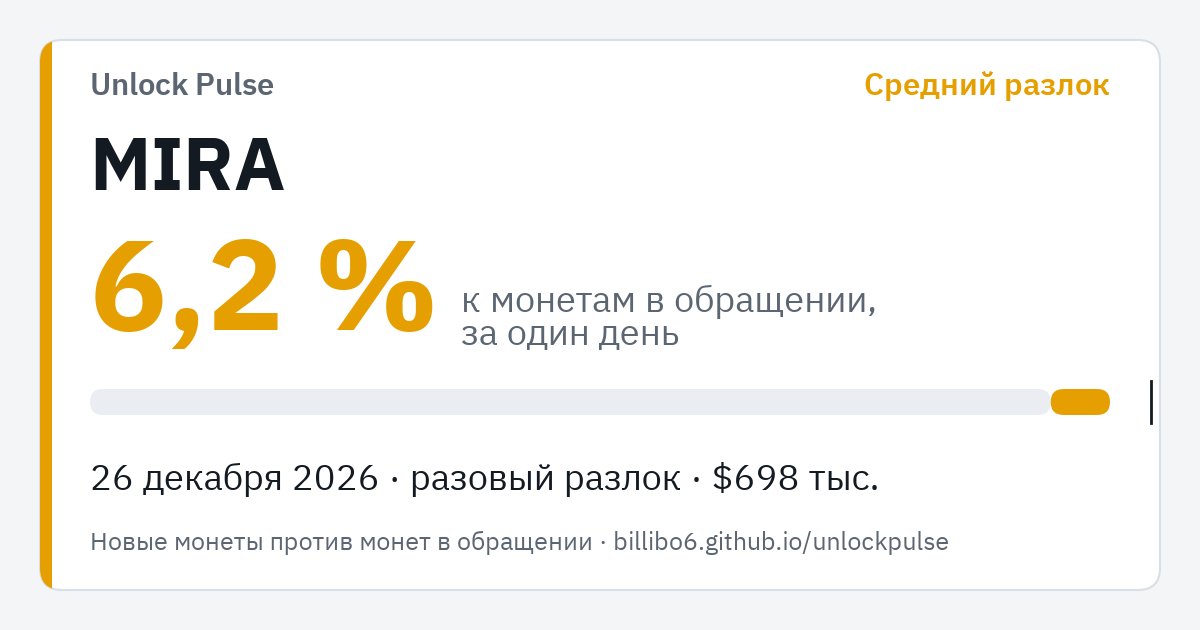 Unlock Pulse
Средний разлок
MIRA
6,2 %
к монетам в обращении,
за один день
26 декабря 2026 · разовый разлок · $698 тыс.
Новые монеты против монет в обращении · billibo6.github.io/unlockpulse